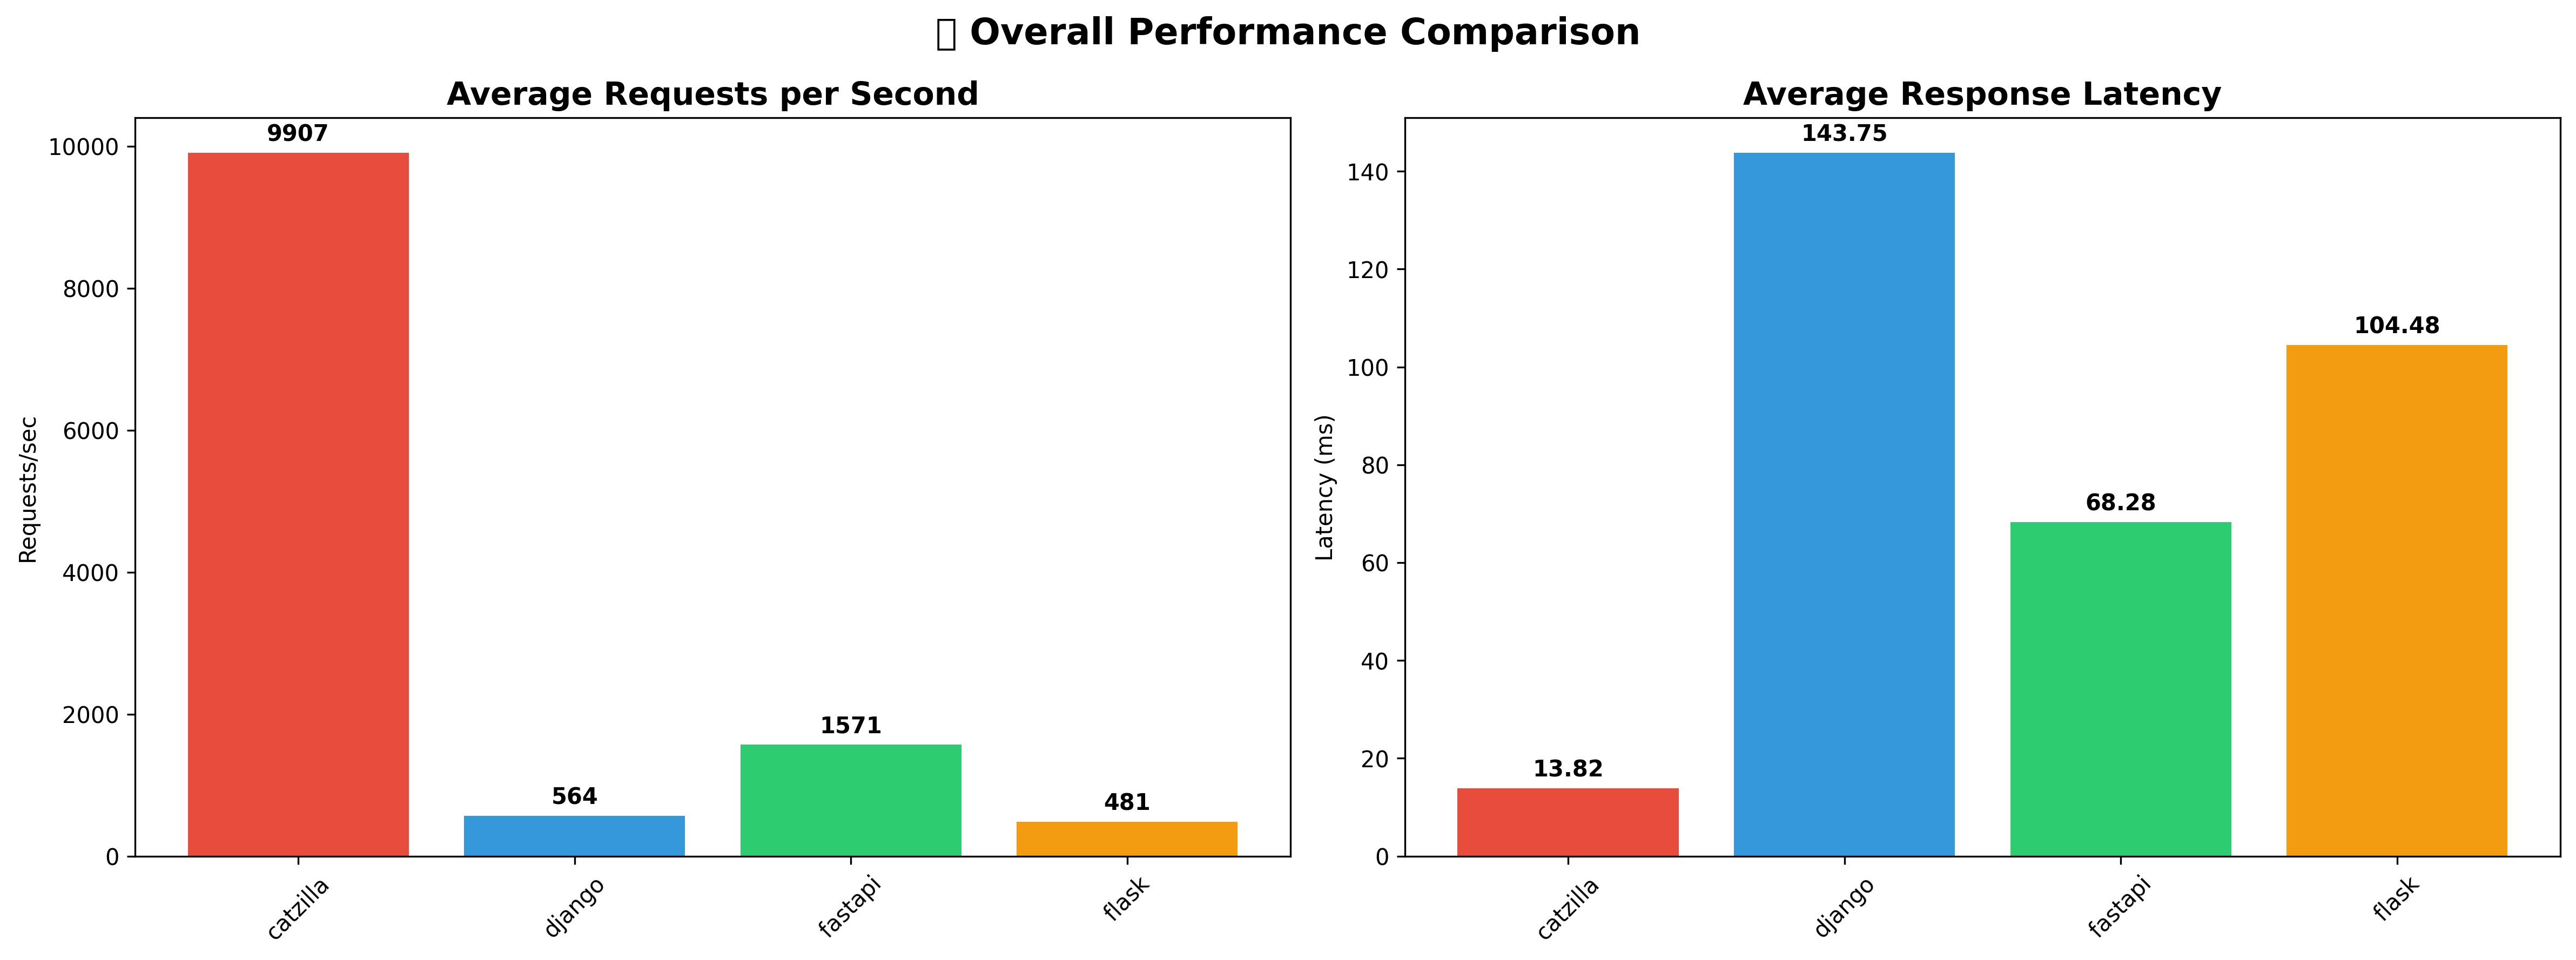 Overall Performance Comparison
Average Requests per Second
10000
8000
6000
4000
2000
0
Requests/sec
9907
564
1571
481
catzilla
django
fastapi
flask
Average Response Latency
140
120
100
80
60
40
20
0
Latency (ms)
13.82
143.75
68.28
104.48
catzilla
django
fastapi
flask